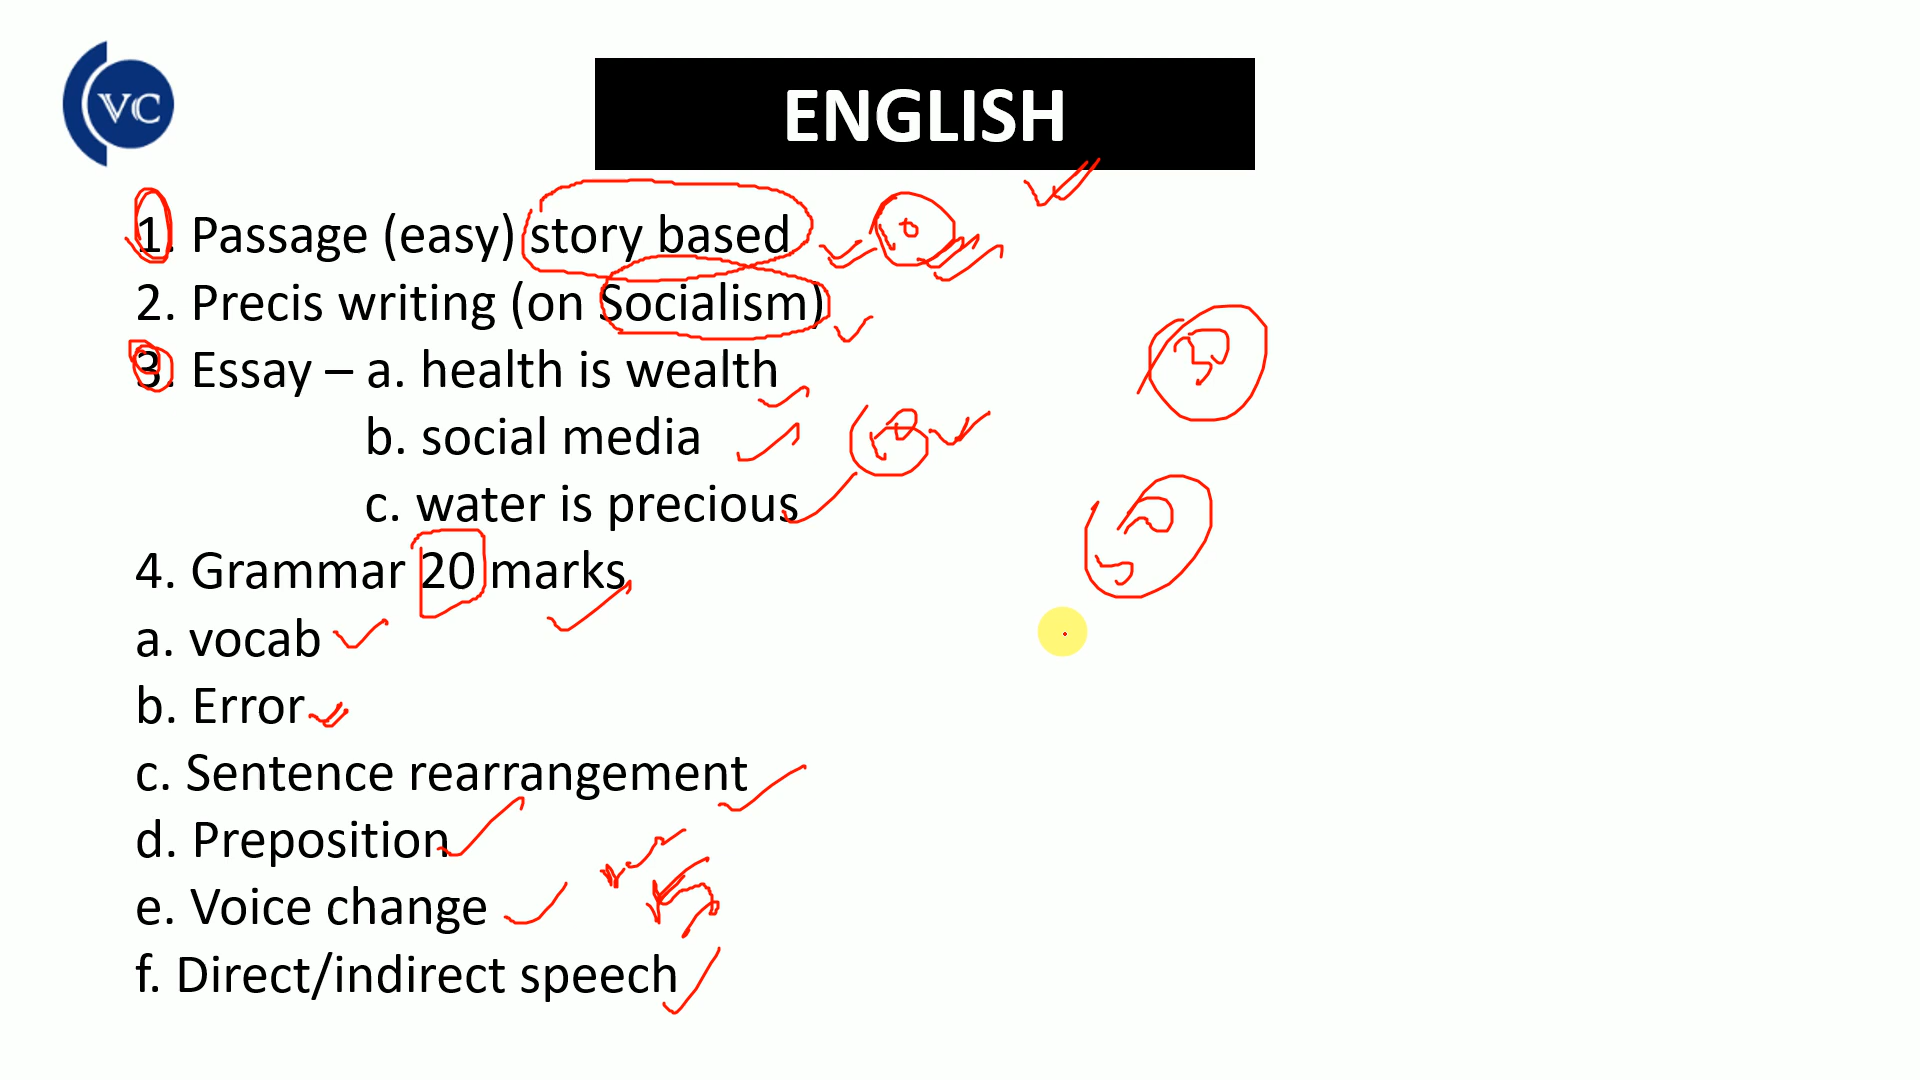 VC
ENGLISH
1. Passage (easy) story based
2. Precis writing (on Socialism)
3. Essay – a. health is wealth
b. social media
c. water is precious
4. Grammar 20 marks
a. vocab
b. Error
c. Sentence rearrangement
d. Preposition
e. Voice change
f. Direct/indirect speech